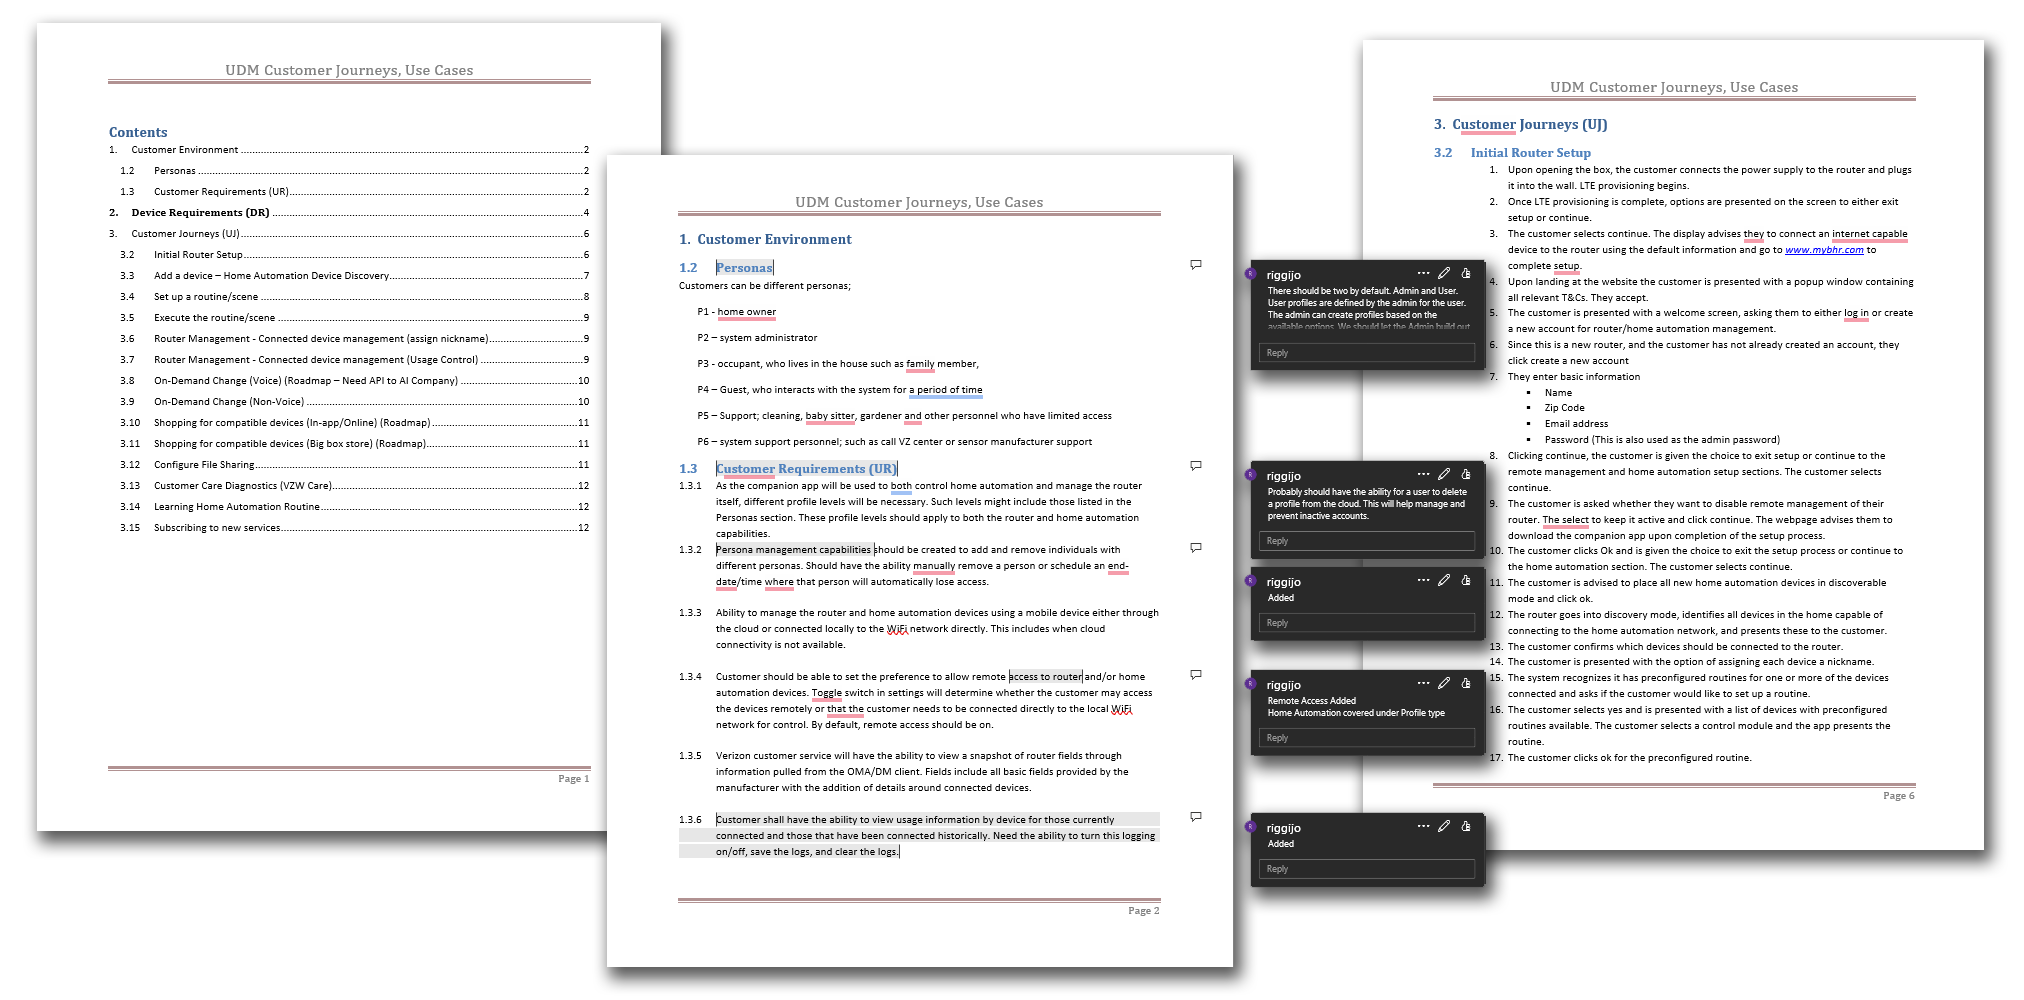 UDM Customer Journeys, Use Cases
Contents
1. Customer Environment ........ 2
1.2 Personas ........ 2
1.3 Customer Requirements (UR) ........ 2
2. Device Requirements (DR) ........ 4
3. Customer Journeys (UJ) ........ 6
3.2 Initial Router Setup ........ 6
3.3 Add a device – Home Automation Device Discovery ........ 7
3.4 Set up a routine/scene ........ 8
3.5 Execute the routine/scene ........ 9
3.6 Router Management - Connected device management (assign nickname) ........ 9
3.7 Router Management - Connected device management (Usage Control) ........ 9
3.8 On-Demand Change (Voice) (Roadmap – Need API to AI Company) ........ 10
3.9 On-Demand Change (Non-Voice) ........ 10
3.10 Shopping for compatible devices (In-app/Online) (Roadmap) ........ 11
3.11 Shopping for compatible devices (Big box store) (Roadmap) ........ 11
3.12 Configure File Sharing ........ 11
3.13 Customer Care Diagnostics (VZW Care) ........ 12
3.14 Learning Home Automation Routine ........ 12
3.15 Subscribing to new services ........ 12
Page 1
UDM Customer Journeys, Use Cases
1. Customer Environment
1.2 Personas
Customers can be different personas;
P1 - home owner
P2 – system administrator
P3 - occupant, who lives in the house such as family member,
P4 – Guest, who interacts with the system for a period of time
P5 – Support; cleaning, baby sitter, gardener and other personnel who have limited access
P6 – system support personnel; such as call VZ center or sensor manufacturer support
1.3 Customer Requirements (UR)
1.3.1 As the companion app will be used to both control home automation and manage the router
itself, different profile levels will be necessary. Such levels might include those listed in the
Personas section. These profile levels should apply to both the router and home automation
capabilities.
1.3.2 Persona management capabilities should be created to add and remove individuals with
different personas. Should have the ability manually remove a person or schedule an end-
date/time where that person will automatically lose access.
1.3.3 Ability to manage the router and home automation devices using a mobile device either through
the cloud or connected locally to the WiFi network directly. This includes when cloud
connectivity is not available.
1.3.4 Customer should be able to set the preference to allow remote access to router and/or home
automation devices. Toggle switch in settings will determine whether the customer may access
the devices remotely or that the customer needs to be connected directly to the local WiFi
network for control. By default, remote access should be on.
1.3.5 Verizon customer service will have the ability to view a snapshot of router fields through
information pulled from the OMA/DM client. Fields include all basic fields provided by the
manufacturer with the addition of details around connected devices.
1.3.6 Customer shall have the ability to view usage information by device for those currently
connected and those that have been connected historically. Need the ability to turn this logging
on/off, save the logs, and clear the logs.
Page 2
R riggijo
There should be two by default. Admin and User.
User profiles are defined by the admin for the user.
The admin can create profiles based on the
available options. We should let the Admin build out
Reply
R riggijo
Probably should have the ability for a user to delete
a profile from the cloud. This will help manage and
prevent inactive accounts.
Reply
R riggijo
Added
Reply
R riggijo
Remote Access Added
Home Automation covered under Profile type
Reply
R riggijo
Added
Reply
UDM Customer Journeys, Use Cases
3. Customer Journeys (UJ)
3.2 Initial Router Setup
1. Upon opening the box, the customer connects the power supply to the router and plugs
it into the wall. LTE provisioning begins.
2. Once LTE provisioning is complete, options are presented on the screen to either exit
setup or continue.
3. The customer selects continue. The display advises they to connect an internet capable
device to the router using the default information and go to www.mybhr.com to
complete setup.
4. Upon landing at the website the customer is presented with a popup window containing
all relevant T&Cs. They accept.
5. The customer is presented with a welcome screen, asking them to either log in or create
a new account for router/home automation management.
6. Since this is a new router, and the customer has not already created an account, they
click create a new account
7. They enter basic information
▪ Name
▪ Zip Code
▪ Email address
▪ Password (This is also used as the admin password)
8. Clicking continue, the customer is given the choice to exit setup or continue to the
remote management and home automation setup sections. The customer selects
continue.
9. The customer is asked whether they want to disable remote management of their
router. The select to keep it active and click continue. The webpage advises them to
download the companion app upon completion of the setup process.
10. The customer clicks Ok and is given the choice to exit the setup process or continue to
the home automation section. The customer selects continue.
11. The customer is advised to place all new home automation devices in discoverable
mode and click ok.
12. The router goes into discovery mode, identifies all devices in the home capable of
connecting to the home automation network, and presents these to the customer.
13. The customer confirms which devices should be connected to the router.
14. The customer is presented with the option of assigning each device a nickname.
15. The system recognizes it has preconfigured routines for one or more of the devices
connected and asks if the customer would like to set up a routine.
16. The customer selects yes and is presented with a list of devices with preconfigured
routines available. The customer selects a control module and the app presents the
routine.
17. The customer clicks ok for the preconfigured routine.
Page 6